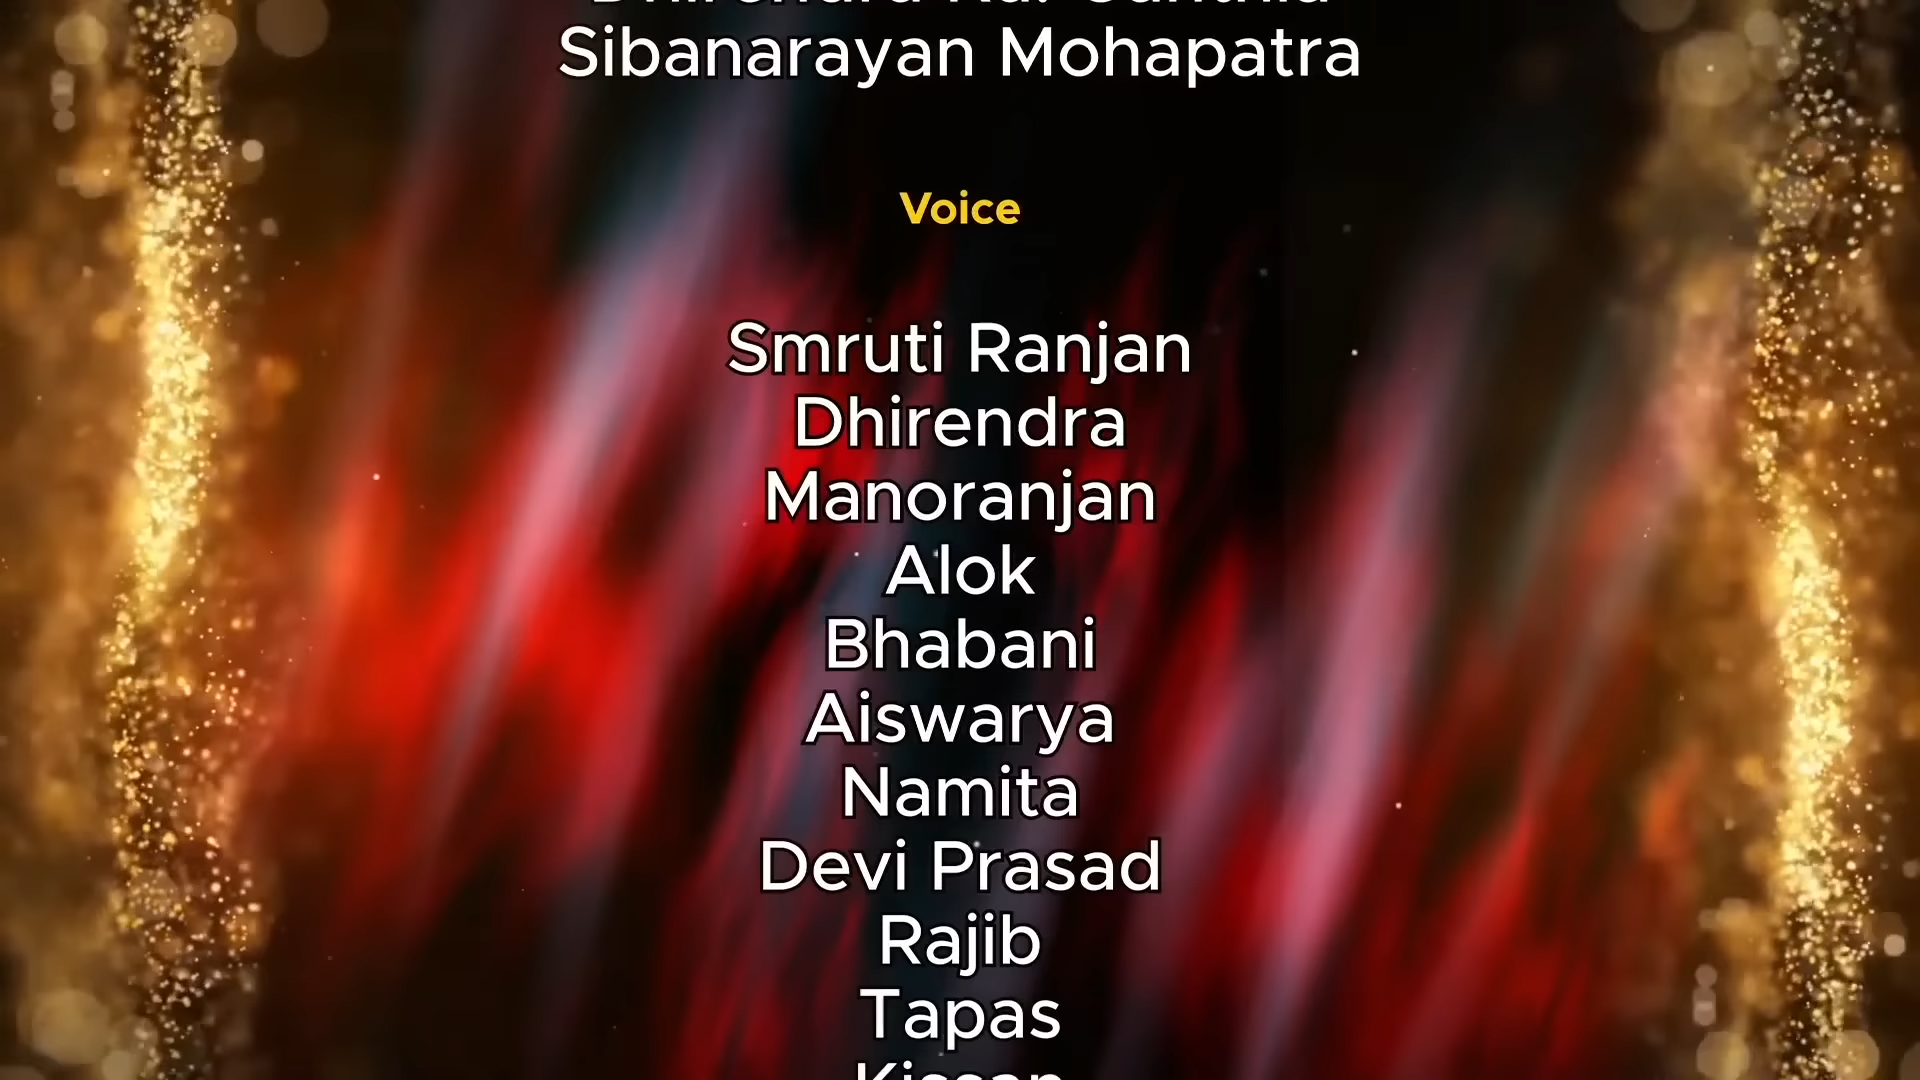 Sibanarayan Mohapatra
Voice
Smruti Ranjan
Dhirendra
Manoranjan
Alok
Bhabani
Aiswarya
Namita
Devi Prasad
Rajib
Tapas